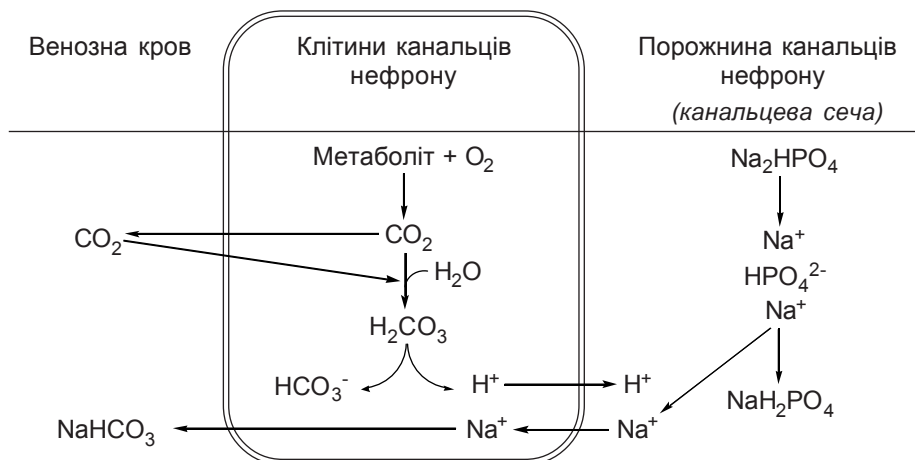 Венозна кров
Клітини канальців
нефрону
Порожнина канальців
нефрону
(канальцева сеча)
Метаболіт + O₂
Na₂HPO₄
CO₂
CO₂
Na⁺
H₂O
HPO₄²⁻
Na⁺
H₂CO₃
HCO₃⁻
H⁺
H⁺
NaH₂PO₄
NaHCO₃
Na⁺
Na⁺